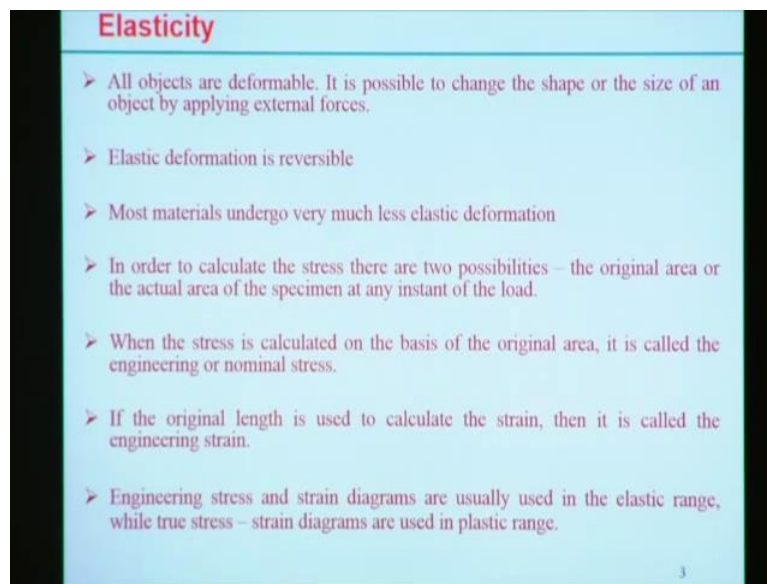 Elasticity
➢ All objects are deformable. It is possible to change the shape or the size of an
object by applying external forces.
➢ Elastic deformation is reversible
➢ Most materials undergo very much less elastic deformation
➢ In order to calculate the stress there are two possibilities – the original area or
the actual area of the specimen at any instant of the load.
➢ When the stress is calculated on the basis of the original area, it is called the
engineering or nominal stress.
➢ If the original length is used to calculate the strain, then it is called the
engineering strain.
➢ Engineering stress and strain diagrams are usually used in the elastic range,
while true stress – strain diagrams are used in plastic range.
3